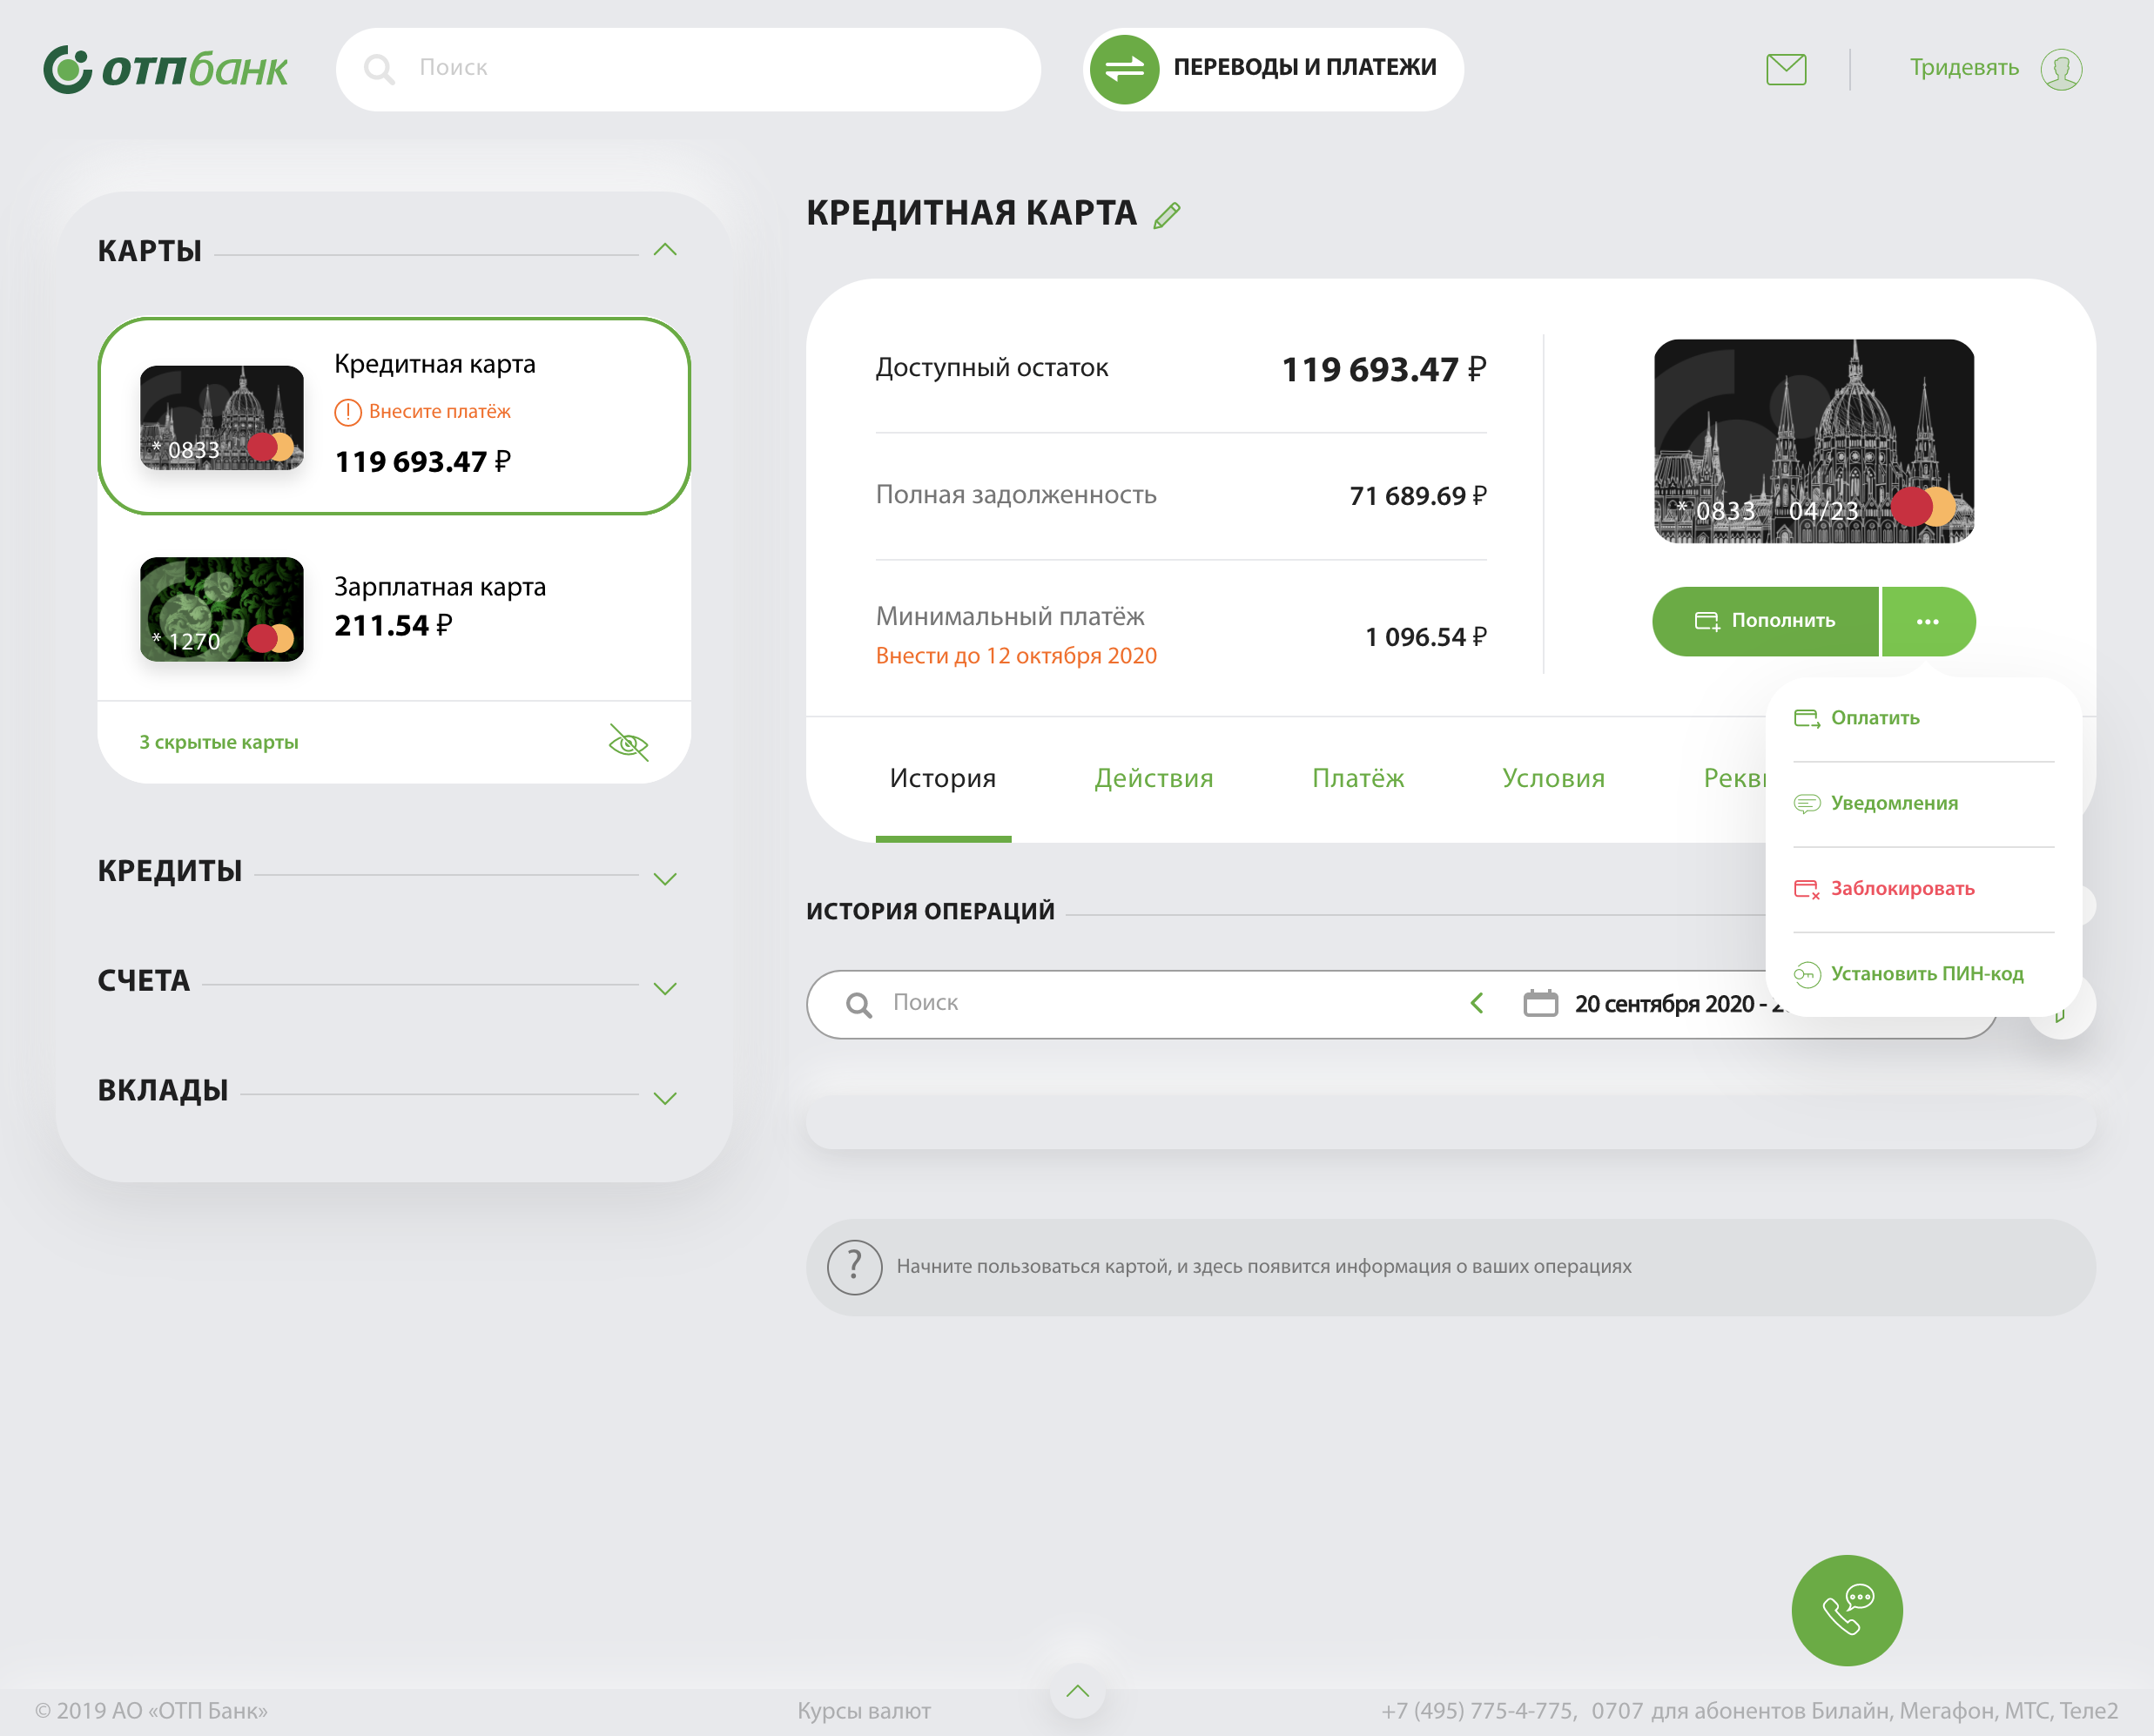 отпбанк
Поиск
ПЕРЕВОДЫ И ПЛАТЕЖИ
Тридевять
КАРТЫ
Кредитная карта
Внесите платёж
* 0833
119 693.47 ₽
Зарплатная карта
211.54 ₽
* 1270
3 скрытые карты
КРЕДИТЫ
СЧЕТА
ВКЛАДЫ
КРЕДИТНАЯ КАРТА
Доступный остаток 119 693.47 ₽
Полная задолженность 71 689.69 ₽
Минимальный платёж
Внести до 12 октября 2020
1 096.54 ₽
* 0833 04/23
Пополнить
Оплатить
Уведомления
Заблокировать
Установить ПИН-код
История Действия Платёж Условия
ИСТОРИЯ ОПЕРАЦИЙ
Поиск
20 сентября 2020 -
? Начните пользоваться картой, и здесь появится информация о ваших операциях
© 2019 АО «ОТП Банк»
Курсы валют
+7 (495) 775-4-775, 0707 для абонентов Билайн, Мегафон, МТС, Теле2